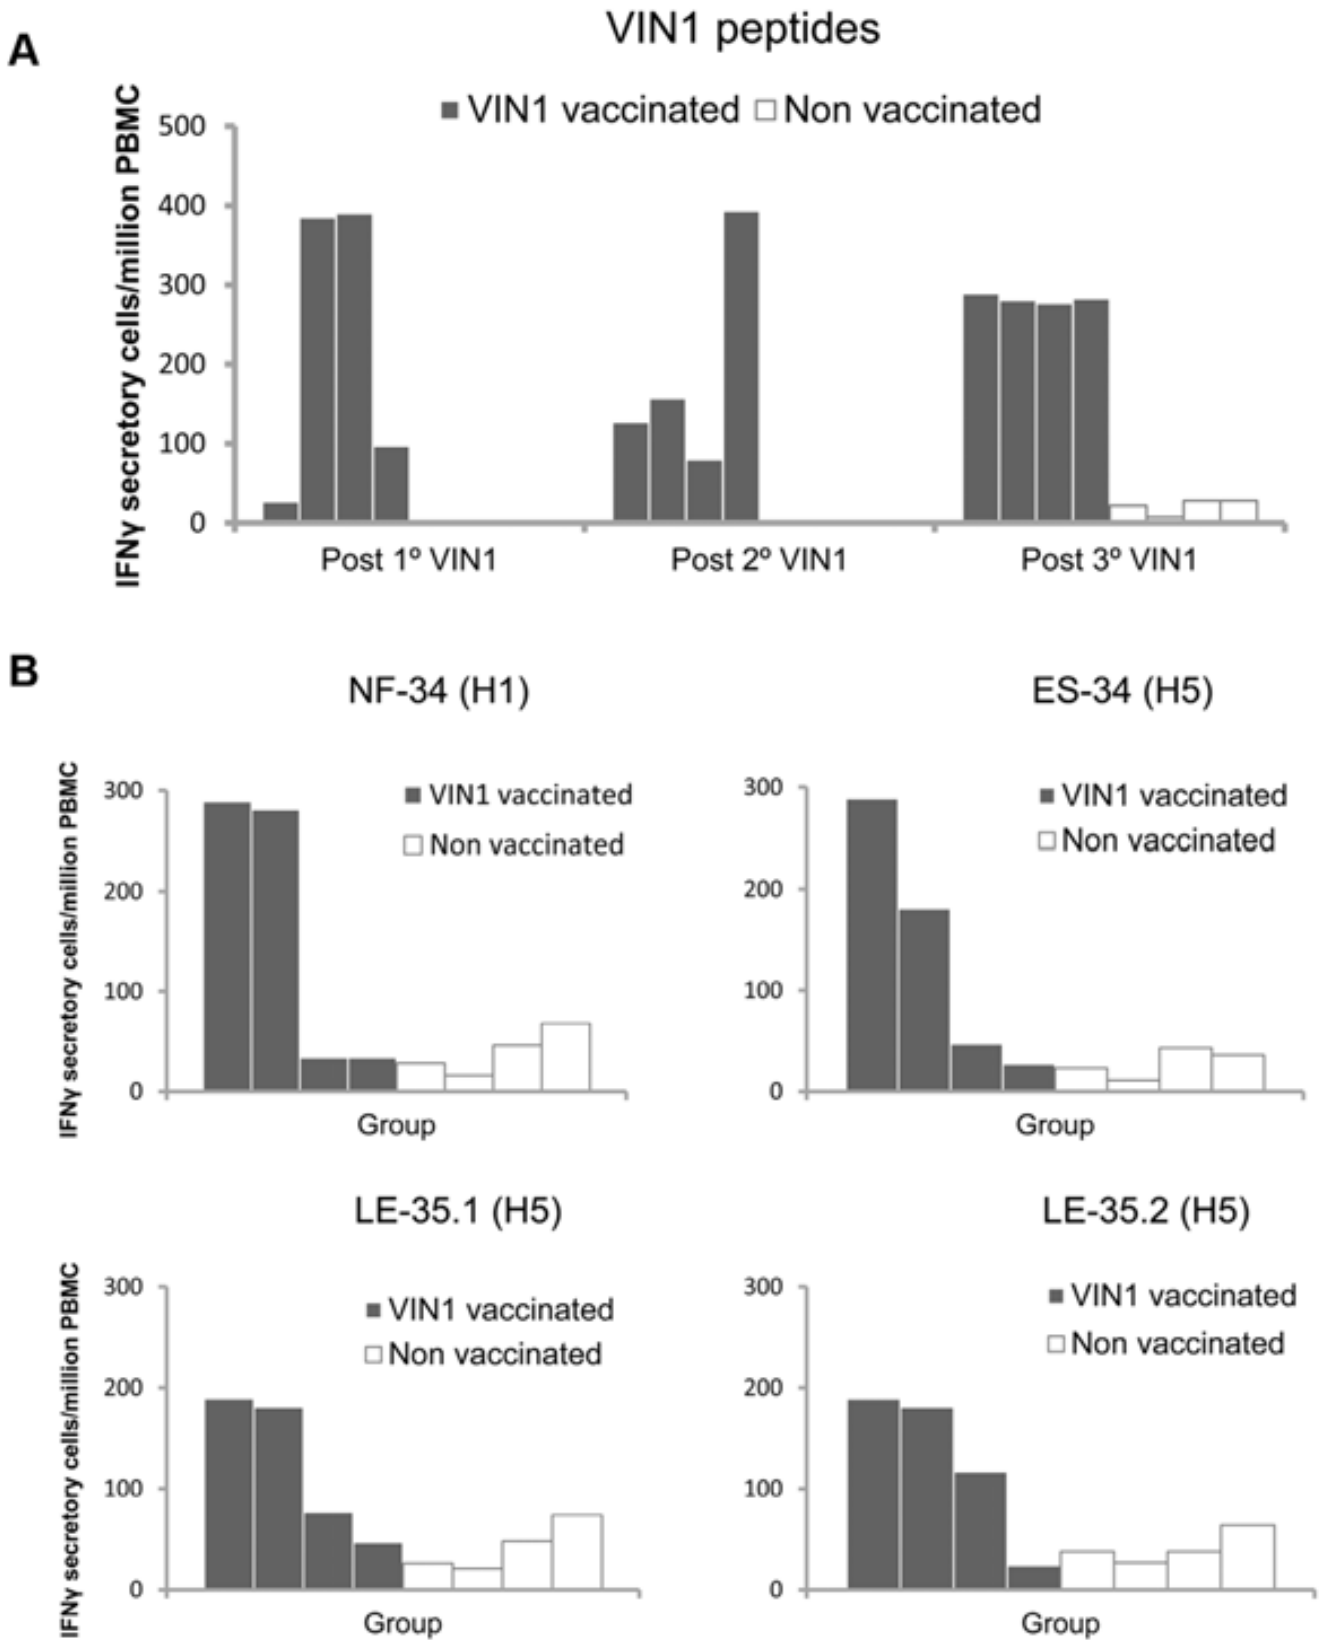 A
VIN1 peptides
VIN1 vaccinated Non vaccinated
IFNγ secretory cells/million PBMC
500
400
300
200
100
0
Post 1º VIN1 Post 2º VIN1 Post 3º VIN1
B
NF-34 (H1)
IFNγ secretory cells/million PBMC
300
200
100
0
VIN1 vaccinated
Non vaccinated
Group
ES-34 (H5)
300
200
100
0
VIN1 vaccinated
Non vaccinated
Group
LE-35.1 (H5)
IFNγ secretory cells/million PBMC
300
200
100
0
VIN1 vaccinated
Non vaccinated
Group
LE-35.2 (H5)
300
200
100
0
VIN1 vaccinated
Non vaccinated
Group